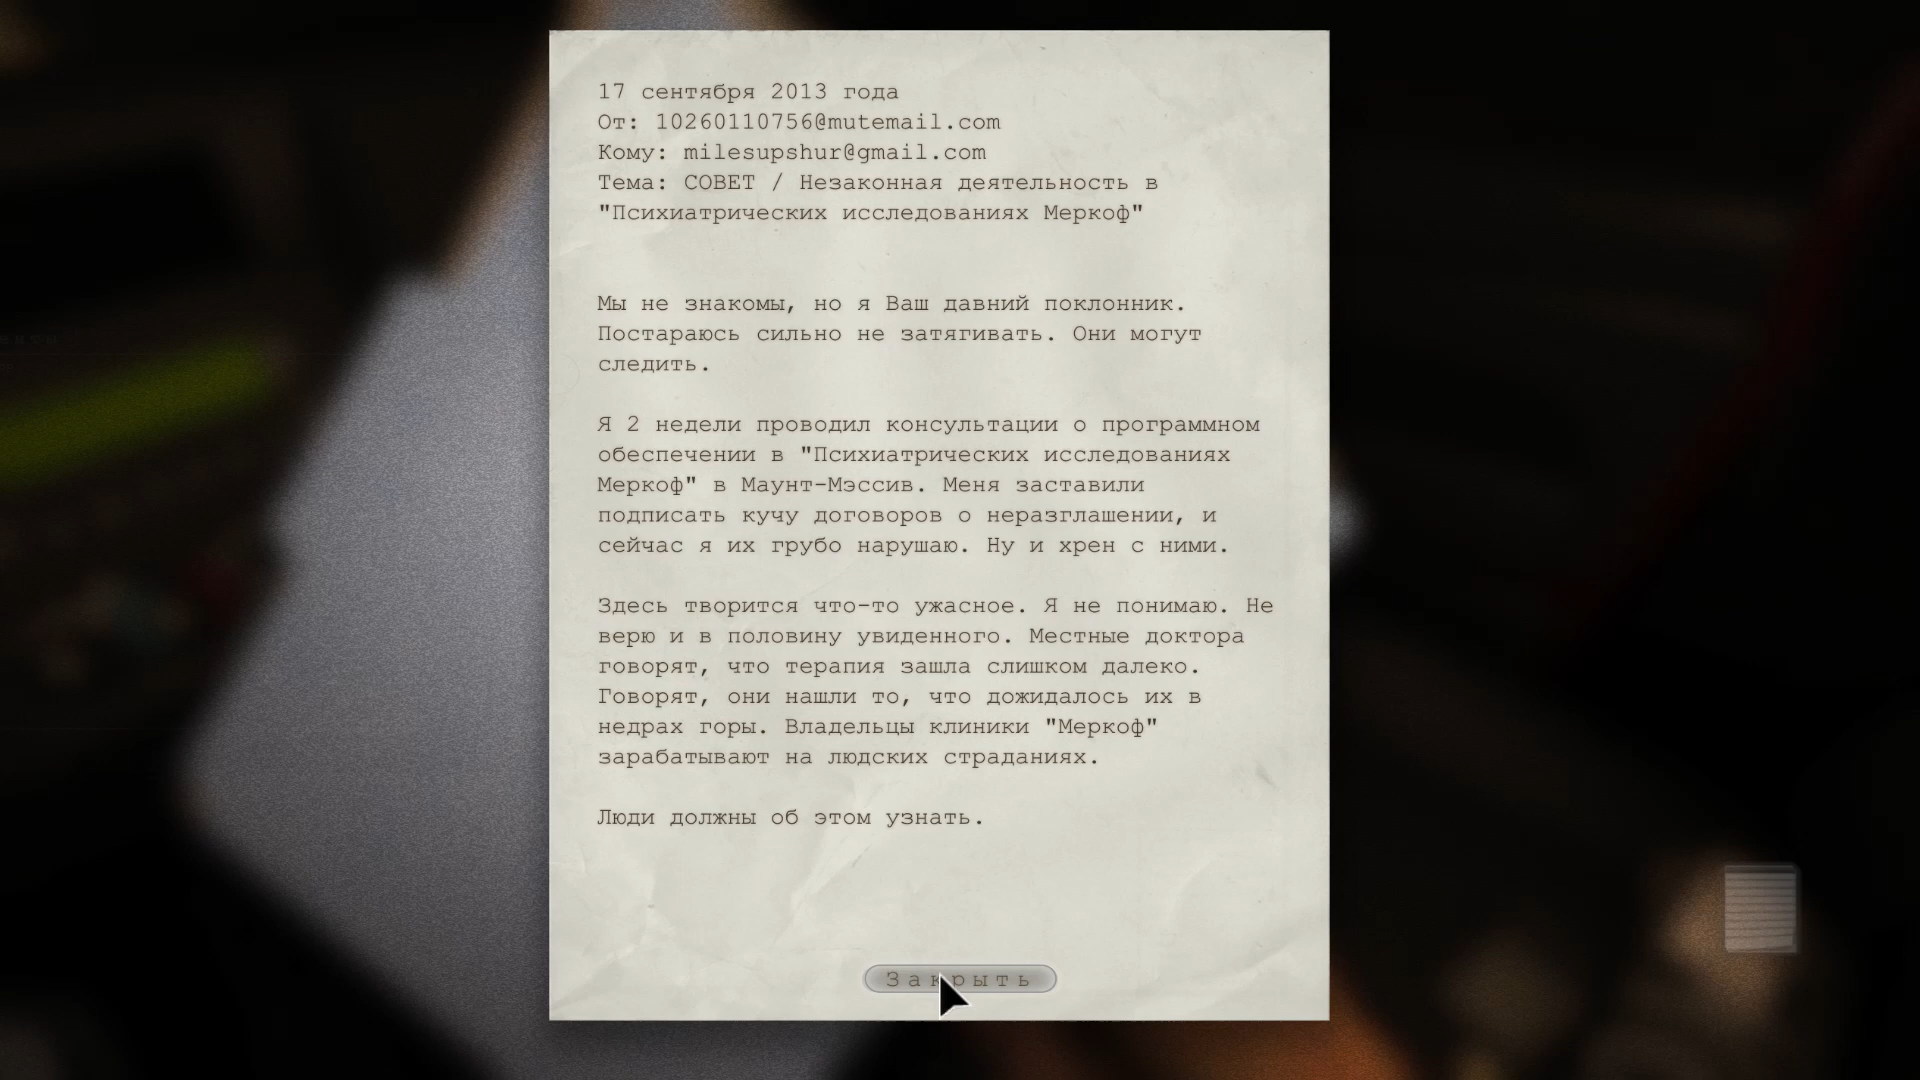 17 сентября 2013 года
От: 10260110756@mutemail.com
Кому: milesupshur@gmail.com
Тема: СОВЕТ / Незаконная деятельность в
"Психиатрических исследованиях Меркоф"
Мы не знакомы, но я Ваш давний поклонник.
Постараюсь сильно не затягивать. Они могут
следить.
Я 2 недели проводил консультации о программном
обеспечении в "Психиатрических исследованиях
Меркоф" в Маунт-Мэссив. Меня заставили
подписать кучу договоров о неразглашении, и
сейчас я их грубо нарушаю. Ну и хрен с ними.
Здесь творится что-то ужасное. Я не понимаю. Не
верю и в половину увиденного. Местные доктора
говорят, что терапия зашла слишком далеко.
Говорят, они нашли то, что дожидалось их в
недрах горы. Владельцы клиники "Меркоф"
зарабатывают на людских страданиях.
Люди должны об этом узнать.
Закрыть